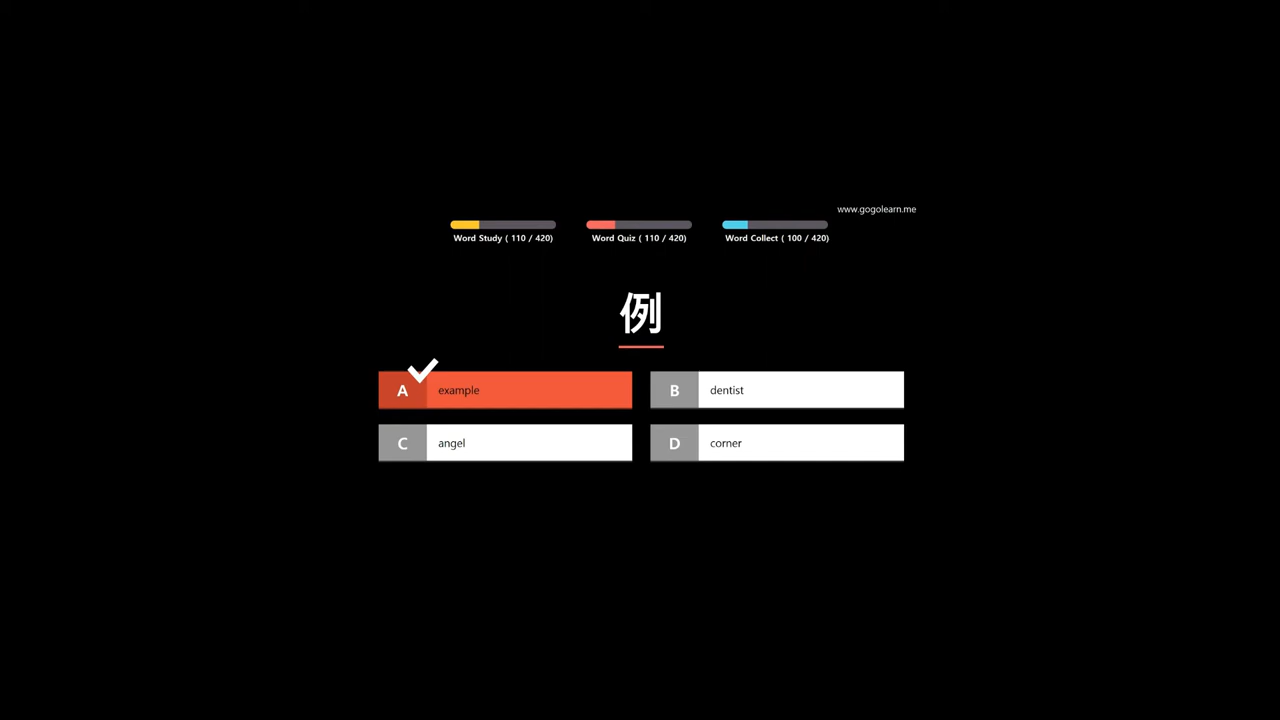 www.gogolearn.me
Word Study ( 110 / 420)
Word Quiz ( 110 / 420)
Word Collect ( 100 / 420)
例
A example
B dentist
C angel
D corner